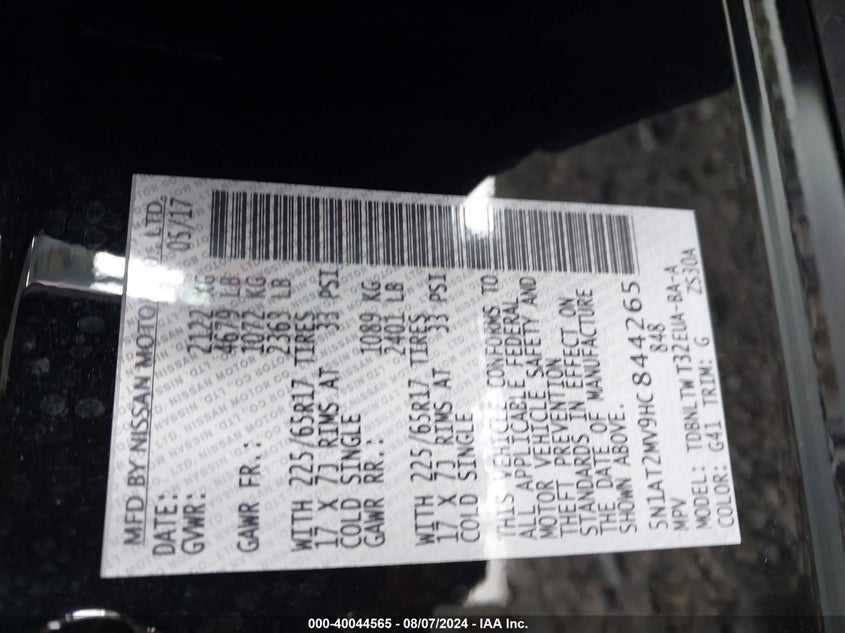 MFD BY NISSAN MOTOR CO., LTD.
DATE: 05/17
GVWR: 2122 KG
4679 LB
GAWR FR.: 1072 KG
2363 LB
WITH 225/65R17 TIRES
17 X 7J RIMS AT 33 PSI
COLD SINGLE
GAWR RR.: 1089 KG
2401 LB
WITH 225/65R17 TIRES
17 X 7J RIMS AT 33 PSI
COLD SINGLE
THIS VEHICLE CONFORMS TO
ALL APPLICABLE FEDERAL
MOTOR VEHICLE SAFETY AND
THEFT PREVENTION
STANDARDS IN EFFECT ON
THE DATE OF MANUFACTURE
SHOWN ABOVE.
5N1AT2MV9HC844265
MPV 848
MODEL: TDBNLTWT32EUA-BA-A
COLOR: G41 TRIM: G ZS30A
000-40044565 - 08/07/2024 - IAA Inc.